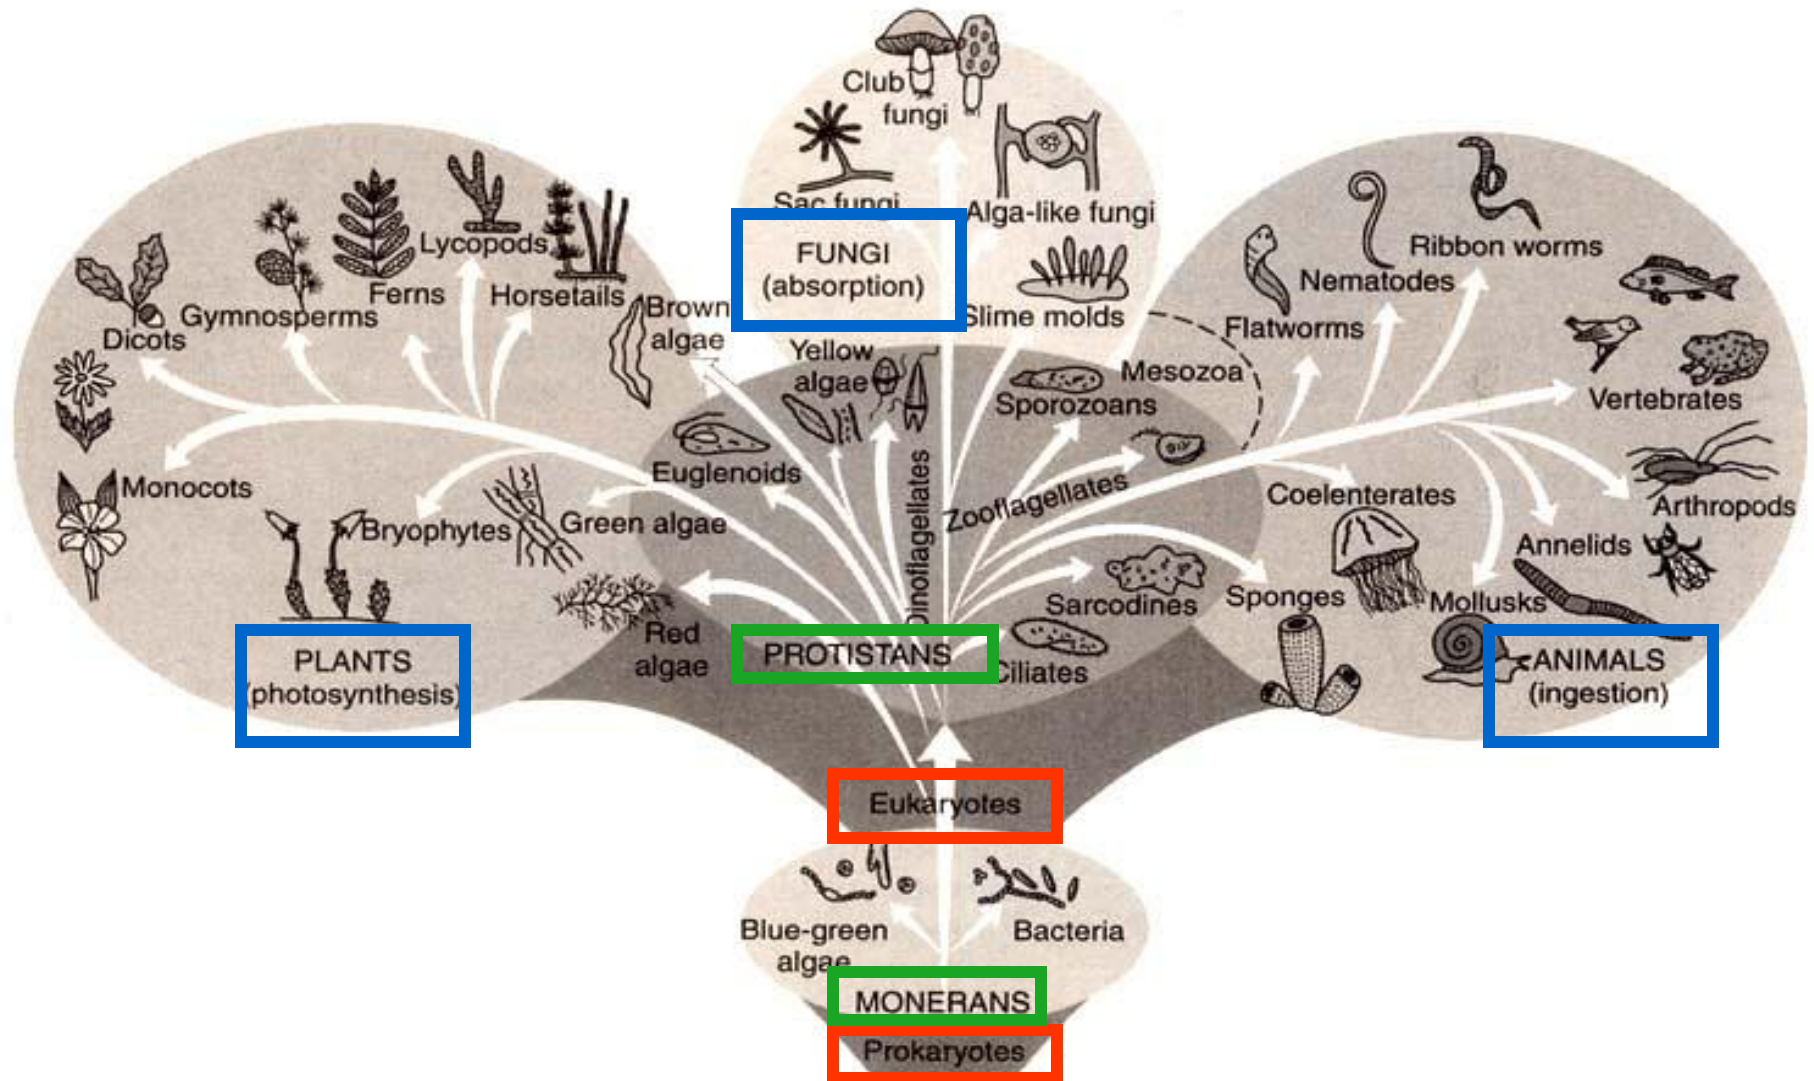 Club
fungi
Sac fungi
Alga-like fungi
FUNGI
(absorption)
Slime molds
Lycopods
Ferns
Horsetails
Gymnosperms
Dicots
Brown
algae
Monocots
Bryophytes
Green algae
Red
algae
PLANTS
(photosynthesis)
Yellow
algae
Euglenoids
Dinoflagellates
Mesozoa
Sporozoans
Zooflagellates
Sarcodines
Ciliates
PROTISTANS
Ribbon worms
Nematodes
Flatworms
Vertebrates
Coelenterates
Arthropods
Annelids
Sponges
Mollusks
ANIMALS
(ingestion)
Eukaryotes
Blue-green
algae
Bacteria
MONERANS
Prokaryotes